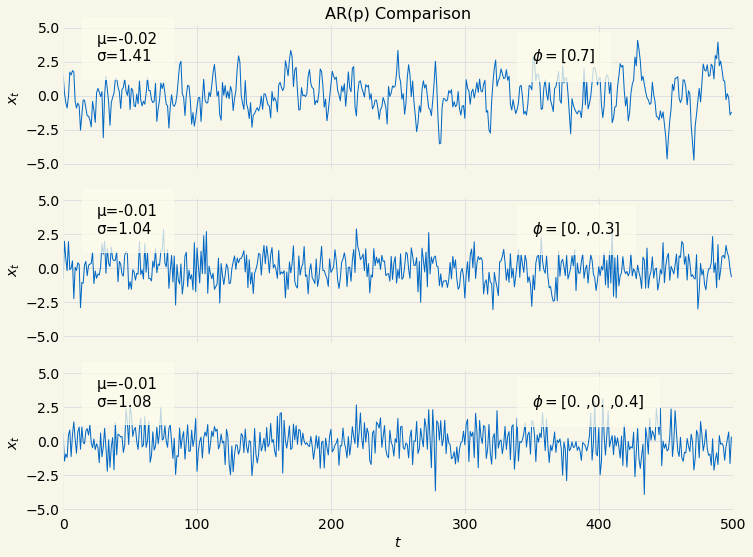 AR(p) Comparison
5.0
2.5
0.0
−2.5
−5.0
x_t
μ=-0.02
σ=1.41
ϕ = [0.7]
5.0
2.5
0.0
−2.5
−5.0
x_t
μ=-0.01
σ=1.04
ϕ = [0. ,0.3]
5.0
2.5
0.0
−2.5
−5.0
x_t
μ=-0.01
σ=1.08
ϕ = [0. ,0. ,0.4]
0 100 200 300 400 500
t